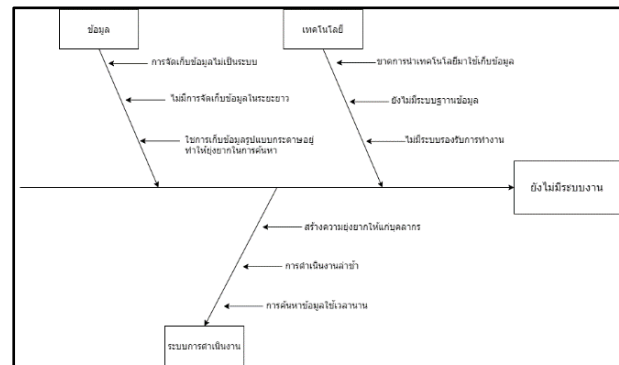 ข้อมูล
เทคโนโลยี
การจัดเก็บข้อมูลไม่เป็นระบบ
ขาดการนำเทคโนโลยีมาใช้เก็บข้อมูล
ไม่มีการจัดเก็บข้อมูลในระยะยาว
ยังไม่มีระบบฐานข้อมูล
ใช้การเก็บข้อมูลรูปแบบกระดาษอยู่
ทำให้ยุ่งยากในการค้นหา
ไม่มีระบบรองรับการทำงาน
ยังไม่มีระบบงาน
สร้างความยุ่งยากให้แก่บุคลากร
การดำเนินงานล่าช้า
การค้นหาข้อมูลใช้เวลานาน
ระบบการดำเนินงาน